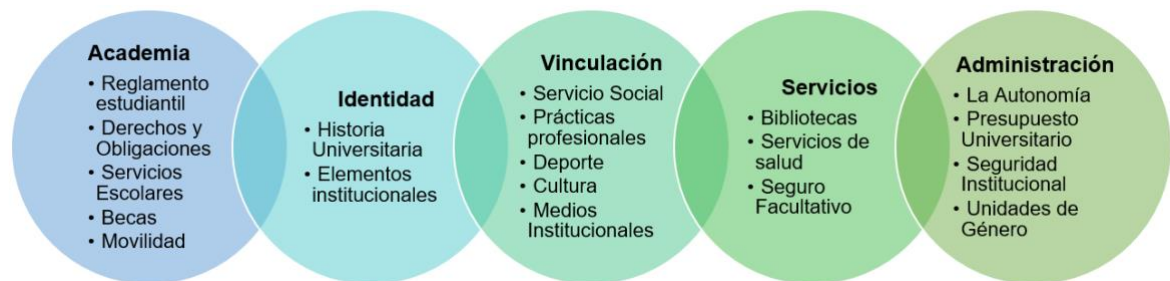 Academia
• Reglamento
estudiantil
• Derechos y
Obligaciones
• Servicios
Escolares
• Becas
• Movilidad
Identidad
• Historia
Universitaria
• Elementos
institucionales
Vinculación
• Servicio Social
• Prácticas
profesionales
• Deporte
• Cultura
• Medios
Institucionales
Servicios
• Bibliotecas
• Servicios de
salud
• Seguro
Facultativo
Administración
• La Autonomía
• Presupuesto
Universitario
• Seguridad
Institucional
• Unidades de
Género